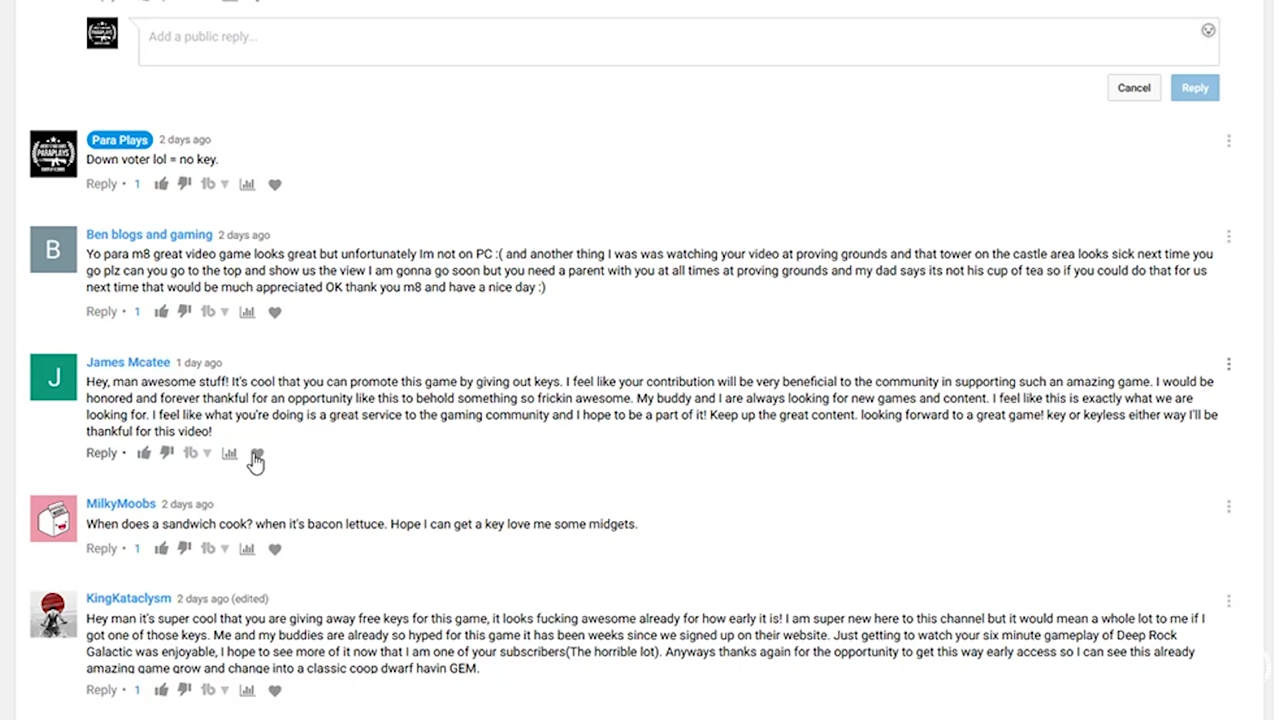 Add a public reply...
Cancel
Reply
PARAPLAYS
Para Plays 2 days ago
Down voter lol = no key.
Reply • 1
B
Ben blogs and gaming 2 days ago
Yo para m8 great video game looks great but unfortunately Im not on PC :( and another thing I was was watching your video at proving grounds and that tower on the castle area looks sick next time you
go plz can you go to the top and show us the view I am gonna go soon but you need a parent with you at all times at proving grounds and my dad says its not his cup of tea so if you could do that for us
next time that would be much appreciated OK thank you m8 and have a nice day :)
Reply • 1
J
James Mcatee 1 day ago
Hey, man awesome stuff! It's cool that you can promote this game by giving out keys. I feel like your contribution will be very beneficial to the community in supporting such an amazing game. I would be
honored and forever thankful for an opportunity like this to behold something so frickin awesome. My buddy and I are always looking for new games and content. I feel like this is exactly what we are
looking for. I feel like what you're doing is a great service to the gaming community and I hope to be a part of it! Keep up the great content. looking forward to a great game! key or keyless either way I'll be
thankful for this video!
Reply •
MilkyMoobs 2 days ago
When does a sandwich cook? when it's bacon lettuce. Hope I can get a key love me some midgets.
Reply • 1
KingKataclysm 2 days ago (edited)
Hey man it's super cool that you are giving away free keys for this game, it looks fucking awesome already for how early it is! I am super new here to this channel but it would mean a whole lot to me if I
got one of those keys. Me and my buddies are already so hyped for this game it has been weeks since we signed up on their website. Just getting to watch your six minute gameplay of Deep Rock
Galactic was enjoyable, I hope to see more of it now that I am one of your subscribers(The horrible lot). Anyways thanks again for the opportunity to get this way early access so I can see this already
amazing game grow and change into a classic coop dwarf havin GEM.
Reply • 1